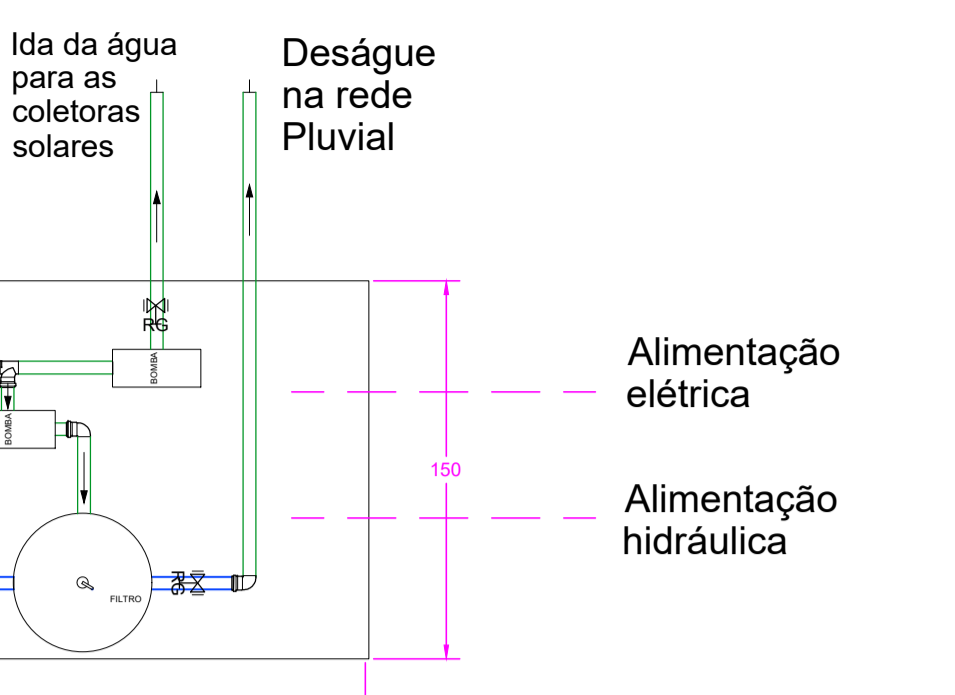 Ida da água
para as
coletoras
solares
Deságue
na rede
Pluvial
RG
BOMBA
BOMBA
Alimentação
elétrica
150
Alimentação
hidráulica
RG
FILTRO